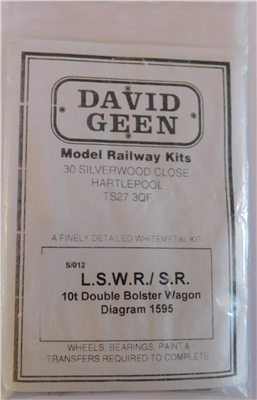 DAVID
GEEN
Model Railway Kits
30 SILVERWOOD CLOSE
HARTLEPOOL
TS27 3QF
A FINELY DETAILED WHITEMETAL KIT
S/012
L.S.W.R./ S.R.
10t Double Bolster Wagon
Diagram 1595
WHEELS, BEARINGS, PAINT &
TRANSFERS REQUIRED TO COMPLETE